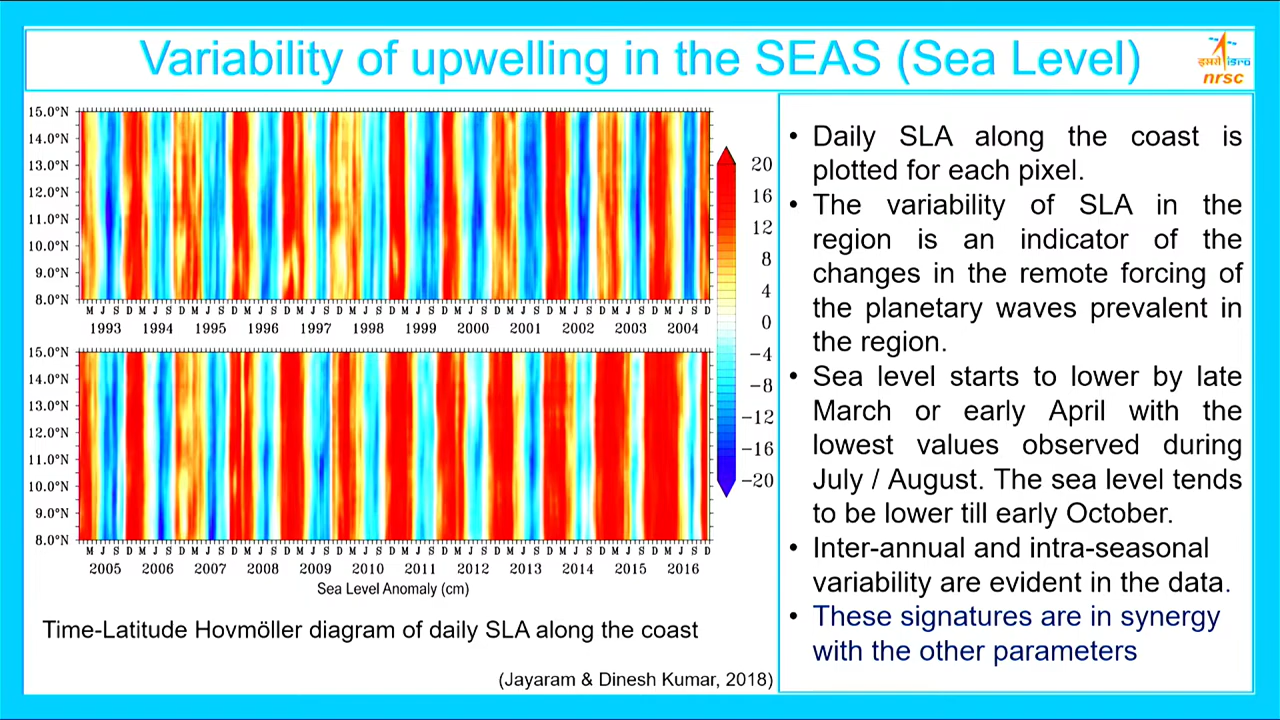 Variability of upwelling in the SEAS (Sea Level)
इसरो isro
nrsc
15.0°N
14.0°N
13.0°N
12.0°N
11.0°N
10.0°N
9.0°N
8.0°N
M J S D M J S D M J S D M J S D M J S D M J S D M J S D M J S D M J S D M J S D M J S D M J S D
1993 1994 1995 1996 1997 1998 1999 2000 2001 2002 2003 2004
15.0°N
14.0°N
13.0°N
12.0°N
11.0°N
10.0°N
9.0°N
8.0°N
M J S D M J S D M J S D M J S D M J S D M J S D M J S D M J S D M J S D M J S D M J S D M J S D
2005 2006 2007 2008 2009 2010 2011 2012 2013 2014 2015 2016
Sea Level Anomaly (cm)
20
16
12
8
4
0
−4
−8
−12
−16
−20
Time-Latitude Hovmöller diagram of daily SLA along the coast
(Jayaram & Dinesh Kumar, 2018)
• Daily SLA along the coast is
plotted for each pixel.
• The variability of SLA in the
region is an indicator of the
changes in the remote forcing of
the planetary waves prevalent in
the region.
• Sea level starts to lower by late
March or early April with the
lowest values observed during
July / August. The sea level tends
to be lower till early October.
• Inter-annual and intra-seasonal
variability are evident in the data.
• These signatures are in synergy
with the other parameters